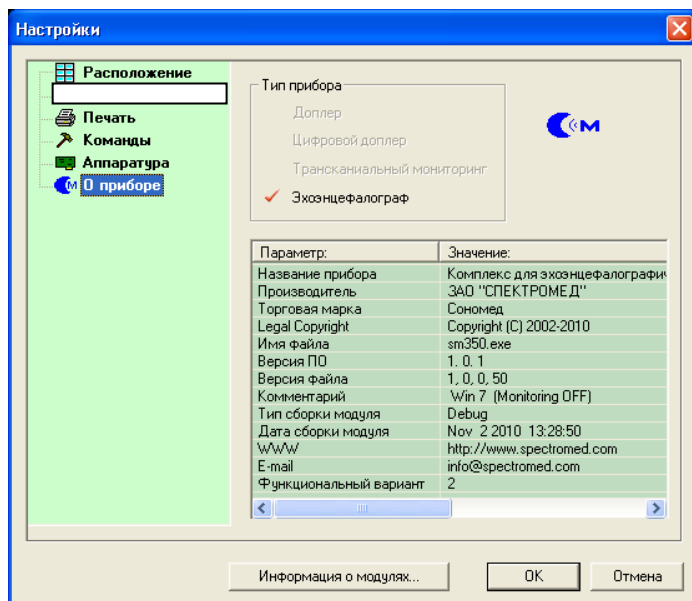 Настройки
Расположение
Печать
Команды
Аппаратура
О приборе
Тип прибора
Доплер
Цифровой доплер
Трансканиальный мониторинг
Эхоэнцефалограф
М
Параметр: Значение:
Название прибора Комплекс для эхоэнцефалографич
Производитель ЗАО "СПЕКТРОМЕД"
Торговая марка Сономед
Legal Copyright Copyright (C) 2002-2010
Имя файла sm350.exe
Версия ПО 1. 0. 1
Версия файла 1, 0, 0, 50
Комментарий Win 7 (Monitoring OFF)
Тип сборки модуля Debug
Дата сборки модуля Nov 2 2010 13:28:50
WWW http://www.spectromed.com
E-mail info@spectromed.com
Функциональный вариант 2
Информация о модулях...
OK
Отмена